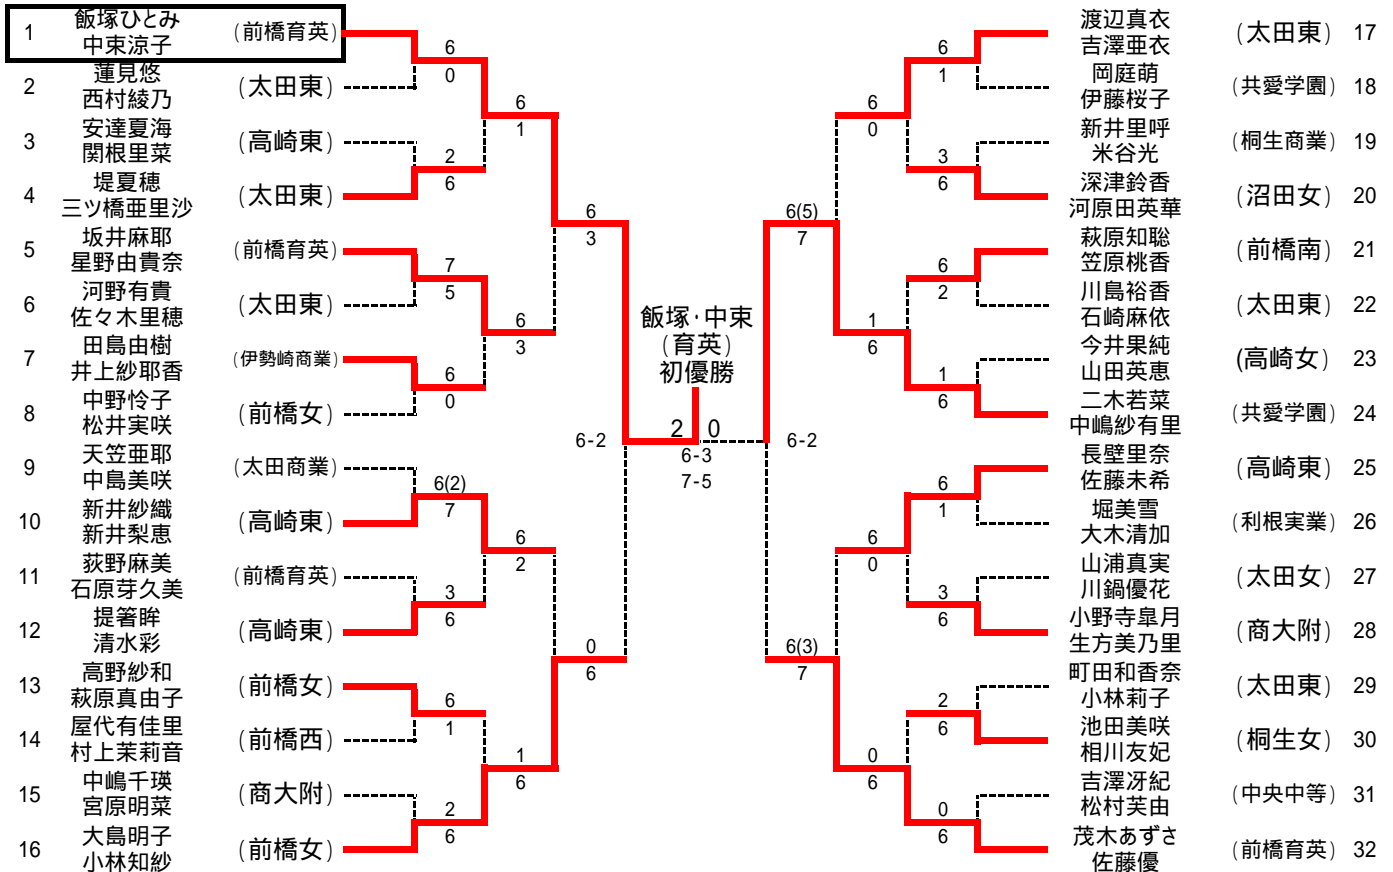 1 飯塚ひとみ (前橋育英)
中束涼子
2 蓮見悠 (太田東)
西村綾乃
3 安達夏海 (高崎東)
関根里菜
4 堤夏穂 (太田東)
三ツ橋亜里沙
5 坂井麻耶 (前橋育英)
星野由貴奈
6 河野有貴 (太田東)
佐々木里穂
7 田島由樹 (伊勢崎商業)
井上紗耶香
8 中野怜子 (前橋女)
松井実咲
9 天笠亜耶 (太田商業)
中島美咲
10 新井紗織 (高崎東)
新井梨恵
11 荻野麻美 (前橋育英)
石原芽久美
12 提箸眸 (高崎東)
清水彩
13 高野紗和 (前橋女)
萩原真由子
14 屋代有佳里 (前橋西)
村上茉莉音
15 中嶋千瑛 (商大附)
宮原明菜
16 大島明子 (前橋女)
小林知紗
6
0
2
6
7
5
6
0
6(2)
7
3
6
6
1
2
6
6
1
6
3
6
2
1
6
6
3
0
6
6-2
飯塚・中束
(育英)
初優勝
2 0
6-3
7-5
6-2
6(5)
7
6(3)
7
6
0
1
6
6
0
0
6
6
1
3
6
6
2
1
6
6
1
3
6
2
6
0
6
渡辺真衣 (太田東) 17
吉澤亜衣
岡庭萌 (共愛学園) 18
伊藤桜子
新井里呼 (桐生商業) 19
米谷光
深津鈴香 (沼田女) 20
河原田英華
萩原知聡 (前橋南) 21
笠原桃香
川島裕香 (太田東) 22
石崎麻依
今井果純 (高崎女) 23
山田英恵
二木若菜 (共愛学園) 24
中嶋紗有里
長壁里奈 (高崎東) 25
佐藤未希
堀美雪 (利根実業) 26
大木清加
山浦真実 (太田女) 27
川鍋優花
小野寺皐月 (商大附) 28
生方美乃里
町田和香奈 (太田東) 29
小林莉子
池田美咲 (桐生女) 30
相川友妃
吉澤冴紀 (中央中等) 31
松村芙由
茂木あずさ (前橋育英) 32
佐藤優